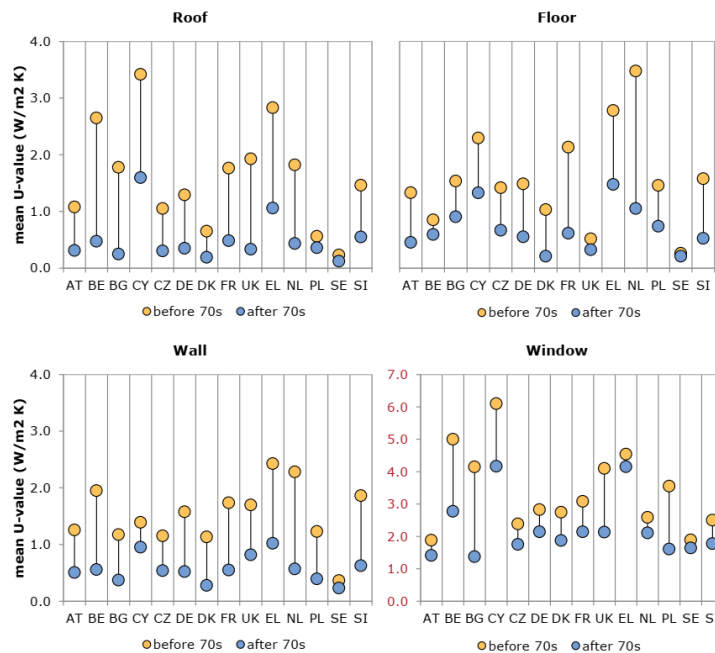 Roof
mean U-value (W/m2 K)
4.0
3.0
2.0
1.0
0.0
AT BE BG CY CZ DE DK FR UK EL NL PL SE SI
before 70s after 70s
Floor
AT BE BG CY CZ DE DK FR UK EL NL PL SE SI
before 70s after 70s
Wall
mean U-value (W/m2 K)
4.0
3.0
2.0
1.0
0.0
AT BE BG CY CZ DE DK FR UK EL NL PL SE SI
before 70s after 70s
Window
7.0
6.0
5.0
4.0
3.0
2.0
1.0
0.0
AT BE BG CY CZ DE DK FR UK EL NL PL SE S
before 70s after 70s